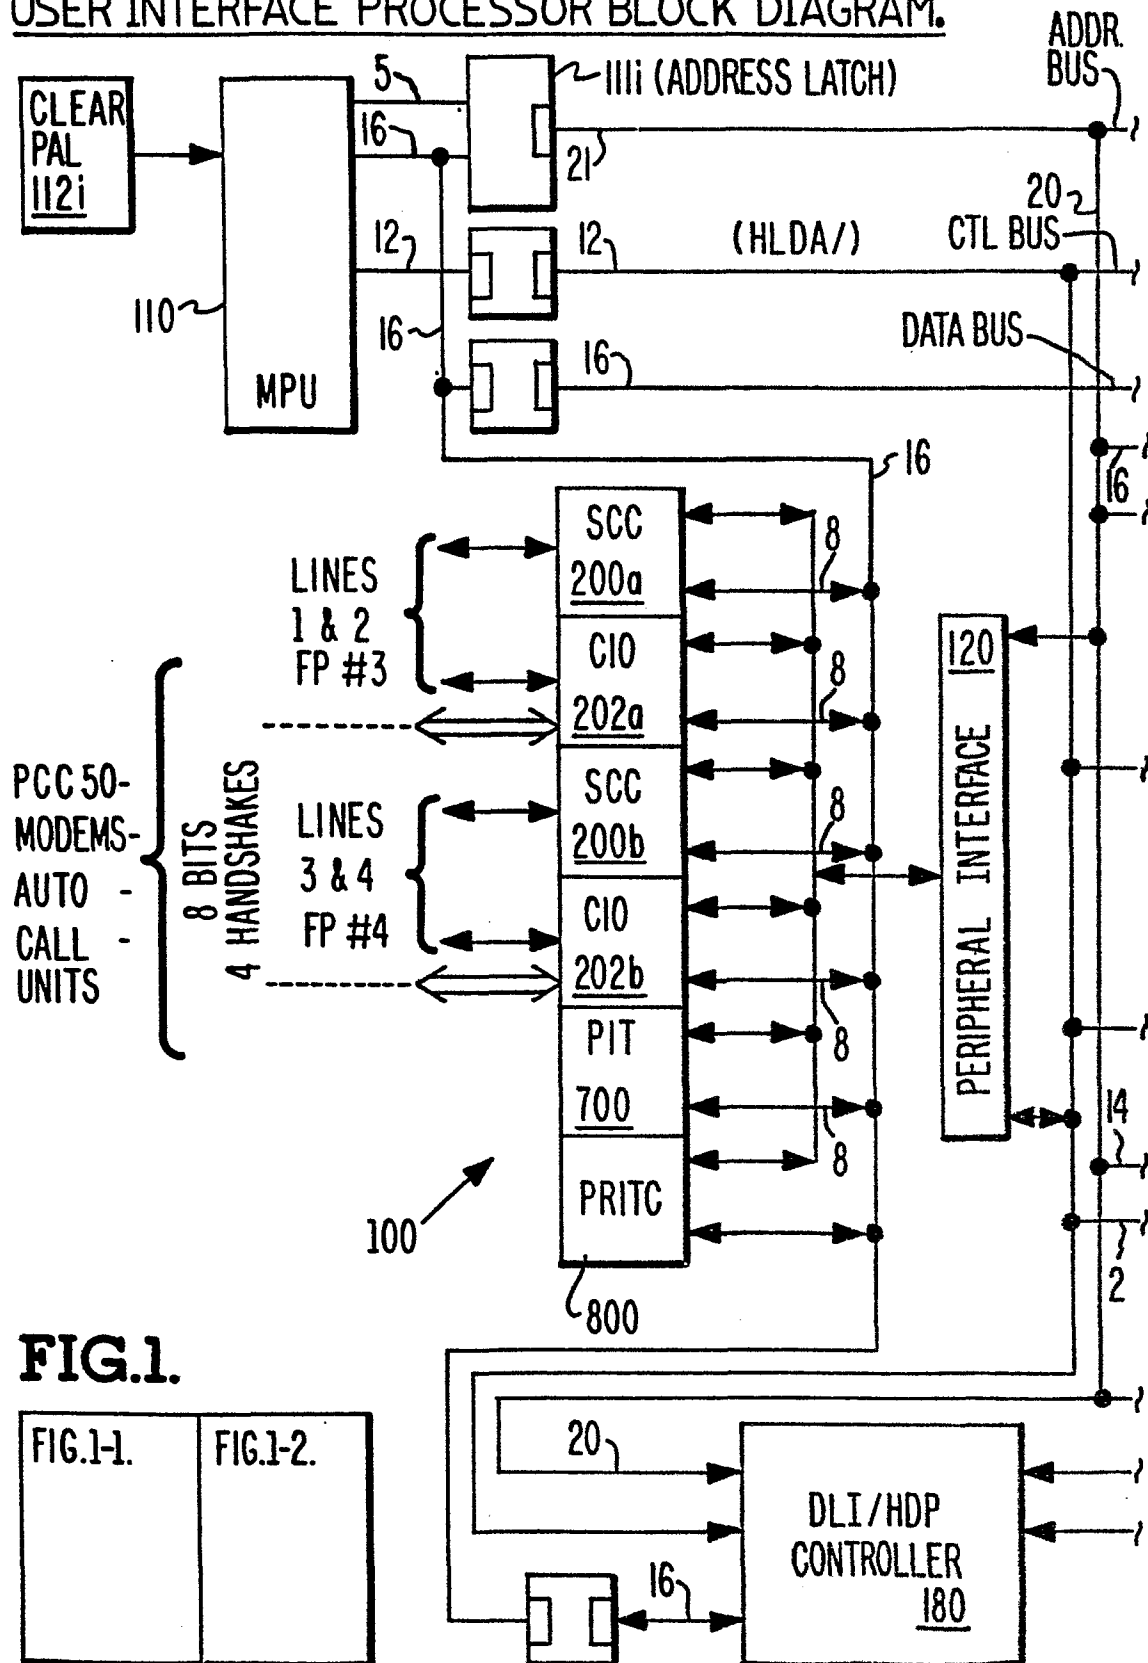 USER INTERFACE PROCESSOR BLOCK DIAGRAM.
ADDR.
BUS
CLEAR
PAL
112i
5
111i (ADDRESS LATCH)
16
21
20
12
12
(HLDA/)
CTL BUS
110
MPU
16
16
DATA BUS
16
16
SCC
200a
8
LINES
1 & 2
FP #3
CIO
202a
8
120
PERIPHERAL INTERFACE
PCC 50-
MODEMS-
AUTO -
CALL -
UNITS
8 BITS
4 HANDSHAKES
LINES
3 & 4
FP #4
SCC
200b
8
CIO
202b
8
PIT
700
8
14
PRITC
100
800
2
FIG.1.
FIG.1-1.
FIG.1-2.
20
DLI/HDP
CONTROLLER
180
16